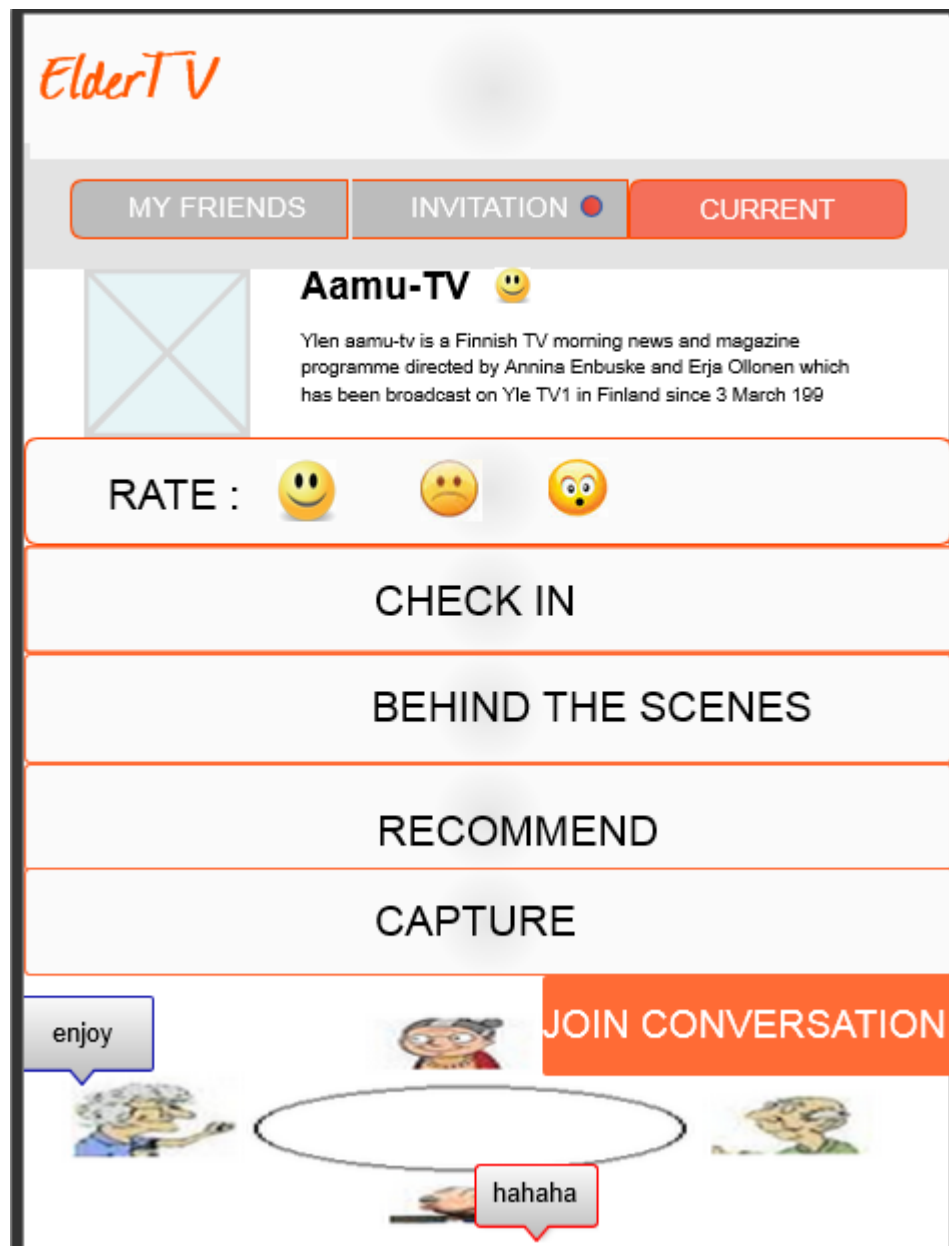 ElderTV
MY FRIENDS INVITATION CURRENT
Aamu-TV
Ylen aamu-tv is a Finnish TV morning news and magazine
programme directed by Annina Enbuske and Erja Ollonen which
has been broadcast on Yle TV1 in Finland since 3 March 199
RATE :
CHECK IN
BEHIND THE SCENES
RECOMMEND
CAPTURE
JOIN CONVERSATION
enjoy
hahaha